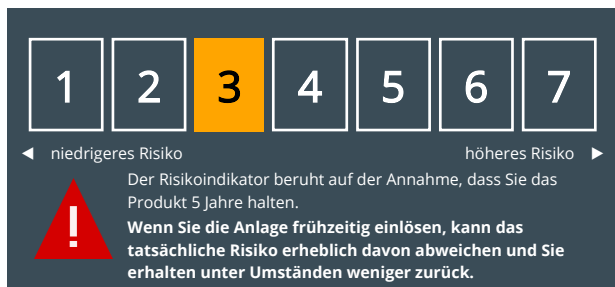 1 2 3 4 5 6 7
◀ niedrigeres Risiko höheres Risiko ▶
!
Der Risikoindikator beruht auf der Annahme, dass Sie das
Produkt 5 Jahre halten.
Wenn Sie die Anlage frühzeitig einlösen, kann das
tatsächliche Risiko erheblich davon abweichen und Sie
erhalten unter Umständen weniger zurück.